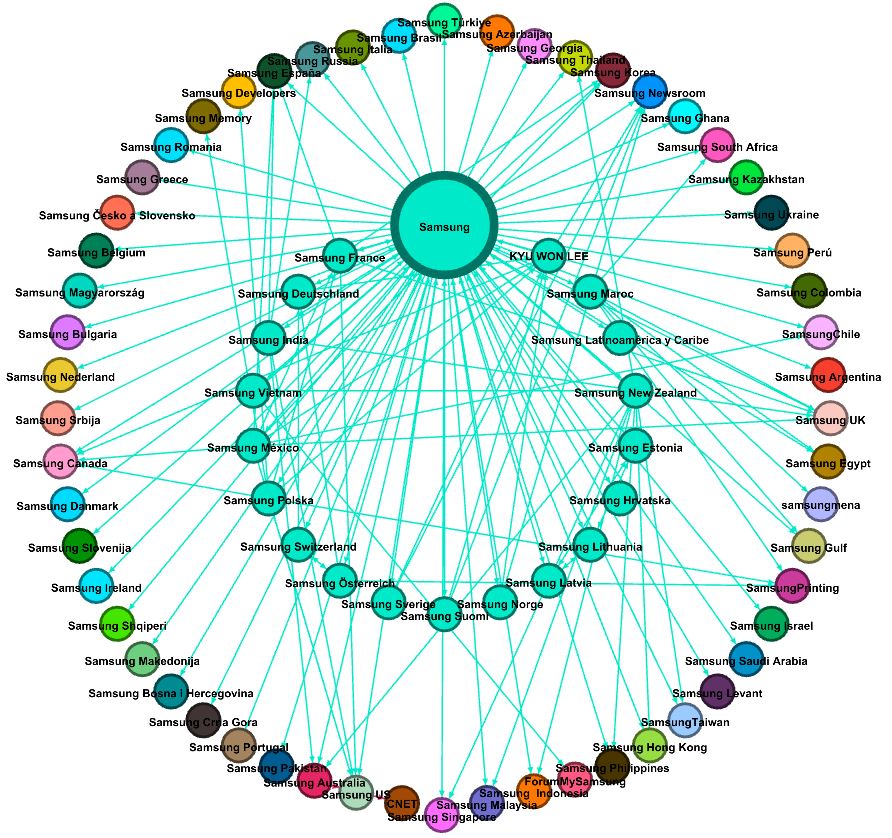 Samsung Türkiye
Samsung Azerbaijan
Samsung Brasil
Samsung Georgia
Samsung Italia
Samsung Thailand
Samsung Russia
Samsung Korea
Samsung España
Samsung Newsroom
Samsung Developers
Samsung Ghana
Samsung Memory
Samsung South Africa
Samsung Romania
Samsung Kazakhstan
Samsung Greece
Samsung Ukraine
Samsung Česko a Slovensko
Samsung
Samsung Perú
Samsung Belgium
Samsung France
KYU WON LEE
Samsung Colombia
Samsung Magyarország
Samsung Deutschland
Samsung Maroc
SamsungChile
Samsung Bulgaria
Samsung India
Samsung Latinoamérica y Caribe
Samsung Argentina
Samsung Nederland
Samsung Vietnam
Samsung New Zealand
Samsung UK
Samsung Srbija
Samsung México
Samsung Estonia
Samsung Egypt
Samsung Canada
Samsung Polska
Samsung Hrvatska
samsungmena
Samsung Danmark
Samsung Switzerland
Samsung Lithuania
Samsung Gulf
Samsung Slovenija
Samsung Österreich
Samsung Latvia
SamsungPrinting
Samsung Ireland
Samsung Sverige
Samsung Norge
Samsung Suomi
Samsung Israel
Samsung Shqiperi
Samsung Saudi Arabia
Samsung Makedonija
Samsung Levant
Samsung Bosna i Hercegovina
SamsungTaiwan
Samsung Crna Gora
Samsung Hong Kong
Samsung Portugal
Samsung Philippines
Samsung Pakistan
ForumMySamsung
Samsung Australia
Samsung Indonesia
Samsung US
Samsung Malaysia
CNET
Samsung Singapore